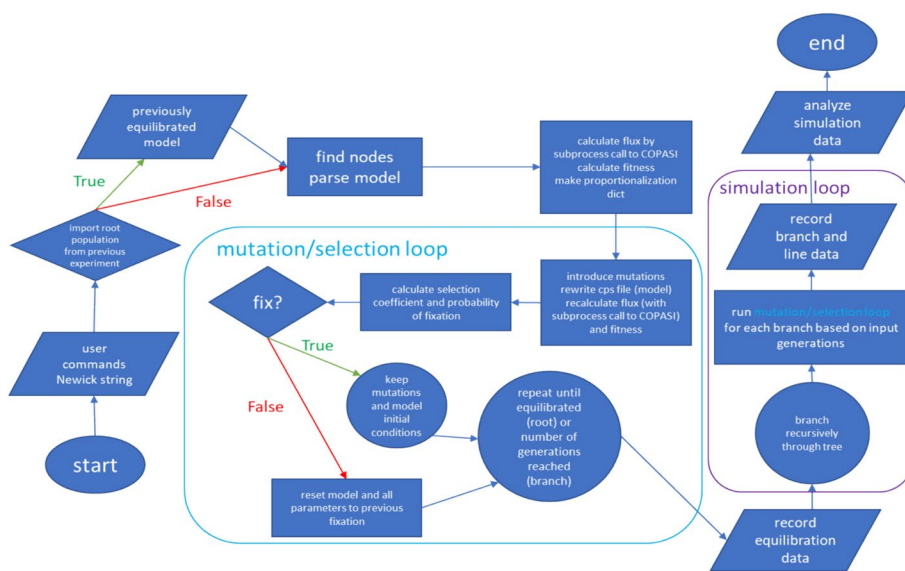 start
user
commands
Newick string
import root
population
from previous
experiment
True
False
previously
equilibrated
model
find nodes
parse model
calculate flux by
subprocess call to COPASI
calculate fitness
make proportionalization
dict
mutation/selection loop
introduce mutations
rewrite cps file (model)
recalculate flux (with
subprocess call to COPASI)
and fitness
calculate selection
coefficient and probability
of fixation
fix?
True
False
keep
mutations
and model
initial
conditions
reset model and all
parameters to previous
fixation
repeat until
equilibrated
(root) or
number of
generations
reached
(branch)
record
equilibration
data
simulation loop
branch
recursively
through tree
run mutation/selection loop
for each branch based on input
generations
record
branch and
line data
analyze
simulation
data
end